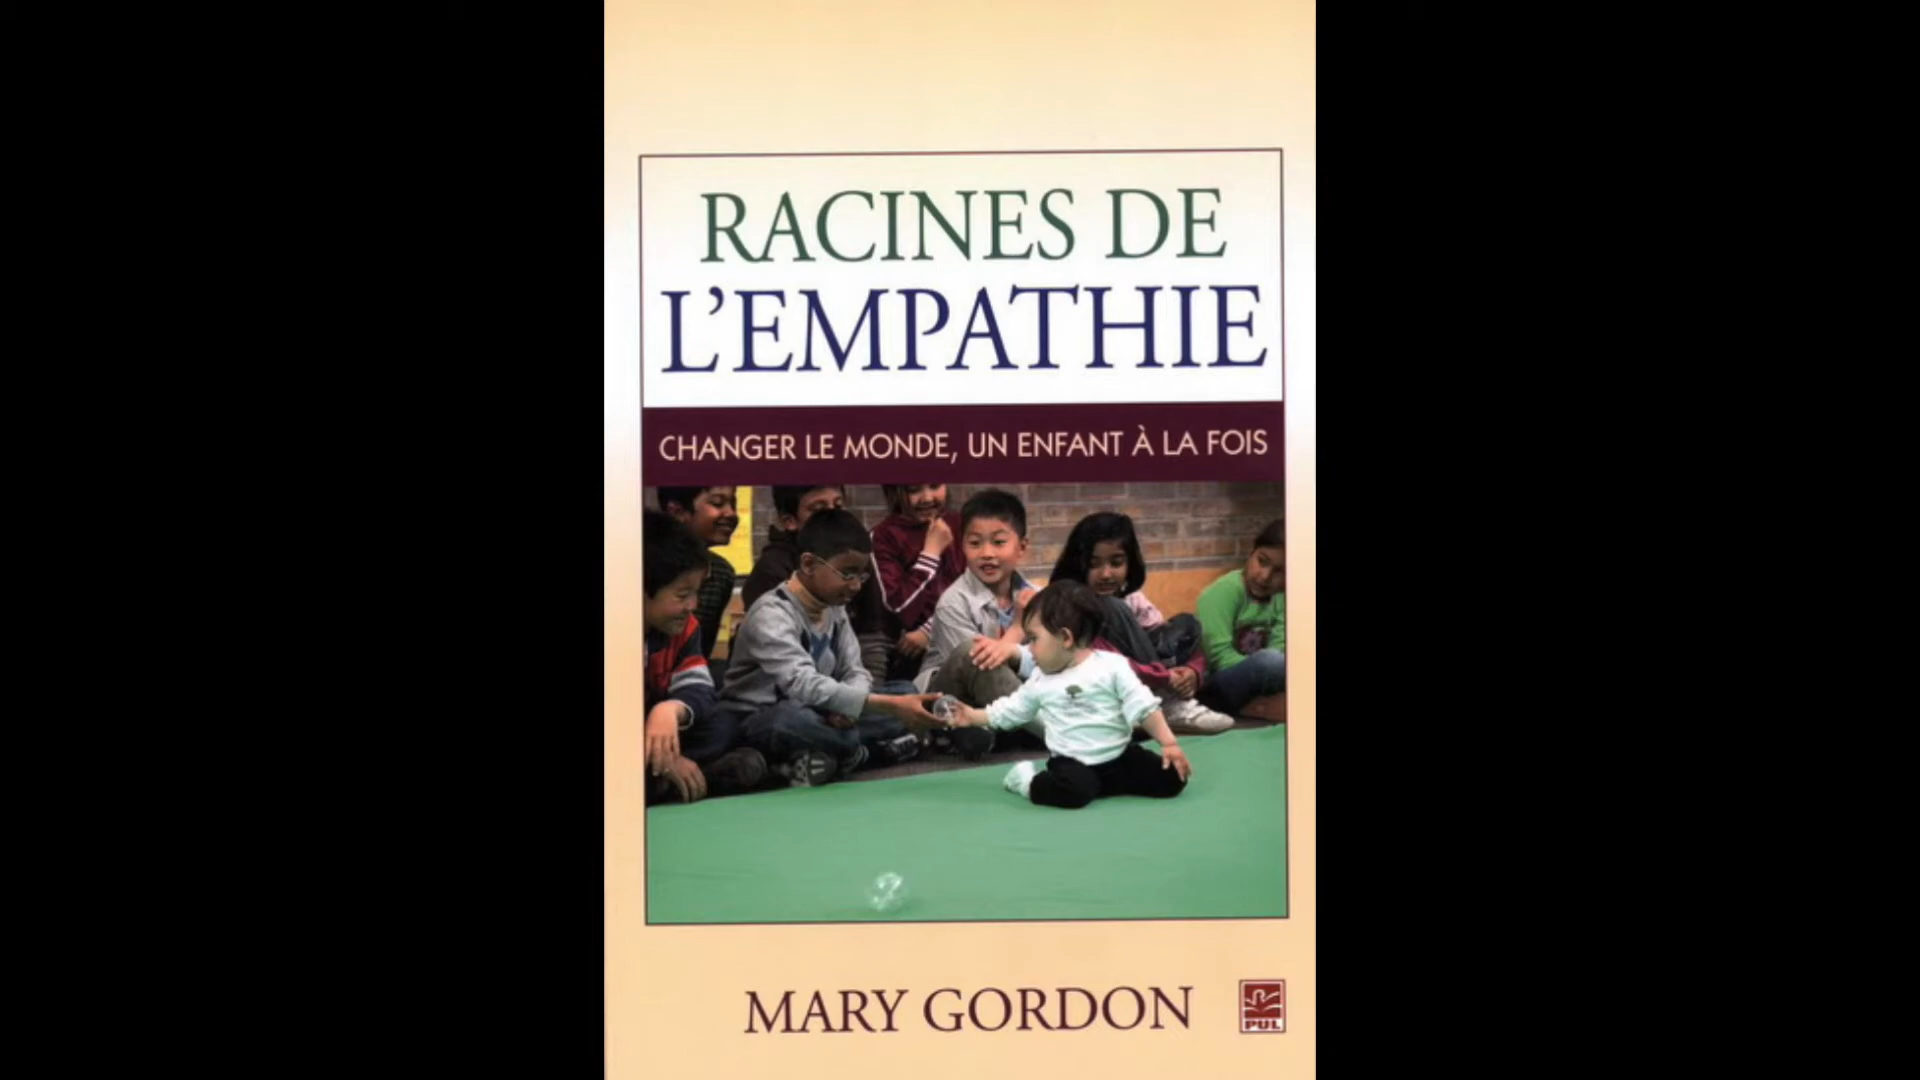 RACINES DE
L'EMPATHIE
CHANGER LE MONDE, UN ENFANT À LA FOIS
MARY GORDON
PUL